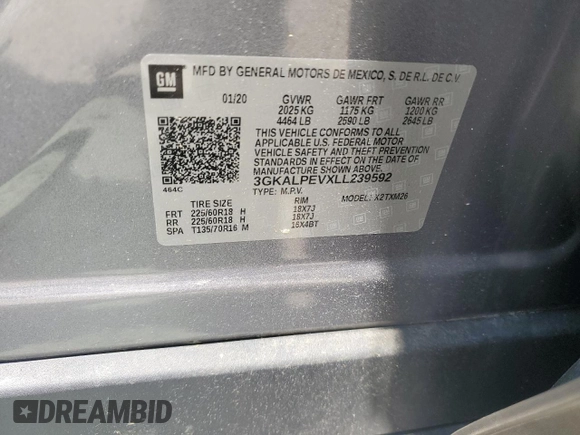 GM
MFD BY GENERAL MOTORS DE MEXICO, S. DE R.L. DE C.V.
01/20 GVWR GAWR FRT GAWR RR
2025 KG 1175 KG 1200 KG
4464 LB 2590 LB 2645 LB
THIS VEHICLE CONFORMS TO ALL
APPLICABLE U.S. FEDERAL MOTOR
VEHICLE SAFETY AND THEFT PREVENTION
STANDARDS IN EFFECT ON THE DATE OF
MANUFACTURE SHOWN ABOVE.
3GKALPEVXLL239592
464C
TYPE: M.P.V. MODEL: X2TXM26
TIRE SIZE RIM
FRT 225/60R18 H 18X7J
RR 225/60R18 H 18X7J
SPA T135/70R16 M 16X4BT
DREAMBID